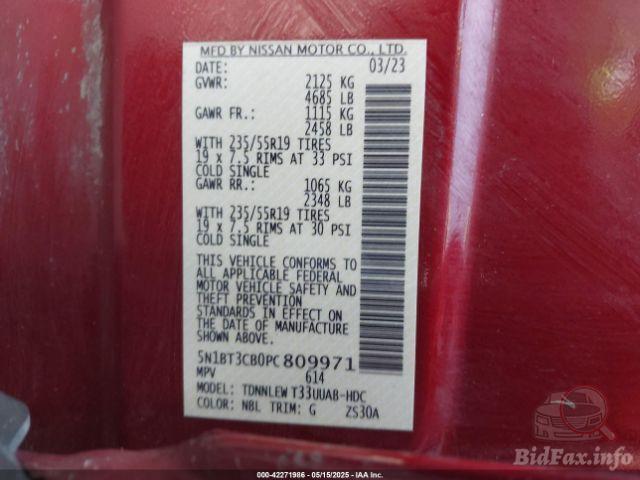 MFD BY NISSAN MOTOR CO., LTD.
DATE: 03/23
GVWR: 2125 KG
4685 LB
GAWR FR.: 1115 KG
2458 LB
WITH 235/55R19 TIRES
19 x 7.5 RIMS AT 33 PSI
COLD SINGLE
GAWR RR.: 1065 KG
2348 LB
WITH 235/55R19 TIRES
19 x 7.5 RIMS AT 30 PSI
COLD SINGLE
THIS VEHICLE CONFORMS TO
ALL APPLICABLE FEDERAL
MOTOR VEHICLE SAFETY AND
THEFT PREVENTION
STANDARDS IN EFFECT ON THE
DATE OF MANUFACTURE
SHOWN ABOVE.
5N1BT3CB0PC 809971
MPV 614
MODEL: TDNNLEW T33UUAB-HDC
COLOR: NBL TRIM: G ZS30A
000-42271986 - 05/15/2025 - IAA Inc.
BidFax.info